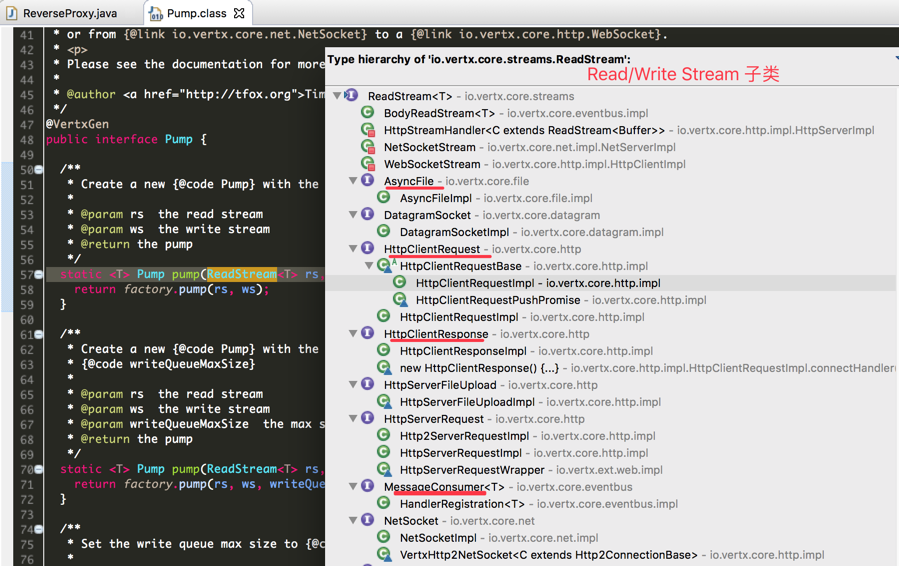 ReverseProxy.java
Pump.class
41 * or from {@link io.vertx.core.net.NetSocket} to a {@link io.vertx.core.http.WebSocket}.
42 * <p>
43 * Please see the documentation for more
44 *
45 * @author <a href="http://tfox.org">Tim
46 */
47 @VertxGen
48 public interface Pump {
49
50 /**
51 * Create a new {@code Pump} with the
52 *
53 * @param rs the read stream
54 * @param ws the write stream
55 * @return the pump
56 */
57 static <T> Pump pump(ReadStream<T> rs,
58 return factory.pump(rs, ws);
59 }
60
61 /**
62 * Create a new {@code Pump} with the
63 * {@code writeQueueMaxSize}
64 *
65 * @param rs the read stream
66 * @param ws the write stream
67 * @param writeQueueMaxSize the max s
68 * @return the pump
69 */
70 static <T> Pump pump(ReadStream<T> rs,
71 return factory.pump(rs, ws, writeQue
72 }
73
74 /**
75 * Set the write queue max size to {@c
76 *
Type hierarchy of 'io.vertx.core.streams.ReadStream':
Read/Write Stream 子类
ReadStream<T> - io.vertx.core.streams
BodyReadStream<T> - io.vertx.core.eventbus.impl
HttpStreamHandler<C extends ReadStream<Buffer>> - io.vertx.core.http.impl.HttpServerImpl
NetSocketStream - io.vertx.core.net.impl.NetServerImpl
WebSocketStream - io.vertx.core.http.impl.HttpClientImpl
AsyncFile - io.vertx.core.file
AsyncFileImpl - io.vertx.core.file.impl
DatagramSocket - io.vertx.core.datagram
DatagramSocketImpl - io.vertx.core.datagram.impl
HttpClientRequest - io.vertx.core.http
HttpClientRequestBase - io.vertx.core.http.impl
HttpClientRequestImpl - io.vertx.core.http.impl
HttpClientRequestPushPromise - io.vertx.core.http.impl
HttpClientRequestImpl - io.vertx.core.http.impl
HttpClientResponse - io.vertx.core.http
HttpClientResponseImpl - io.vertx.core.http.impl
new HttpClientResponse() {...} - io.vertx.core.http.impl.HttpClientRequestImpl.connectHandler(
HttpServerFileUpload - io.vertx.core.http
HttpServerFileUploadImpl - io.vertx.core.http.impl
HttpServerRequest - io.vertx.core.http
Http2ServerRequestImpl - io.vertx.core.http.impl
HttpServerRequestImpl - io.vertx.core.http.impl
HttpServerRequestWrapper - io.vertx.ext.web.impl
MessageConsumer<T> - io.vertx.core.eventbus
HandlerRegistration<T> - io.vertx.core.eventbus.impl
NetSocket - io.vertx.core.net
NetSocketImpl - io.vertx.core.net.impl
VertxHttp2NetSocket<C extends Http2ConnectionBase> - io.vertx.core.http.impl